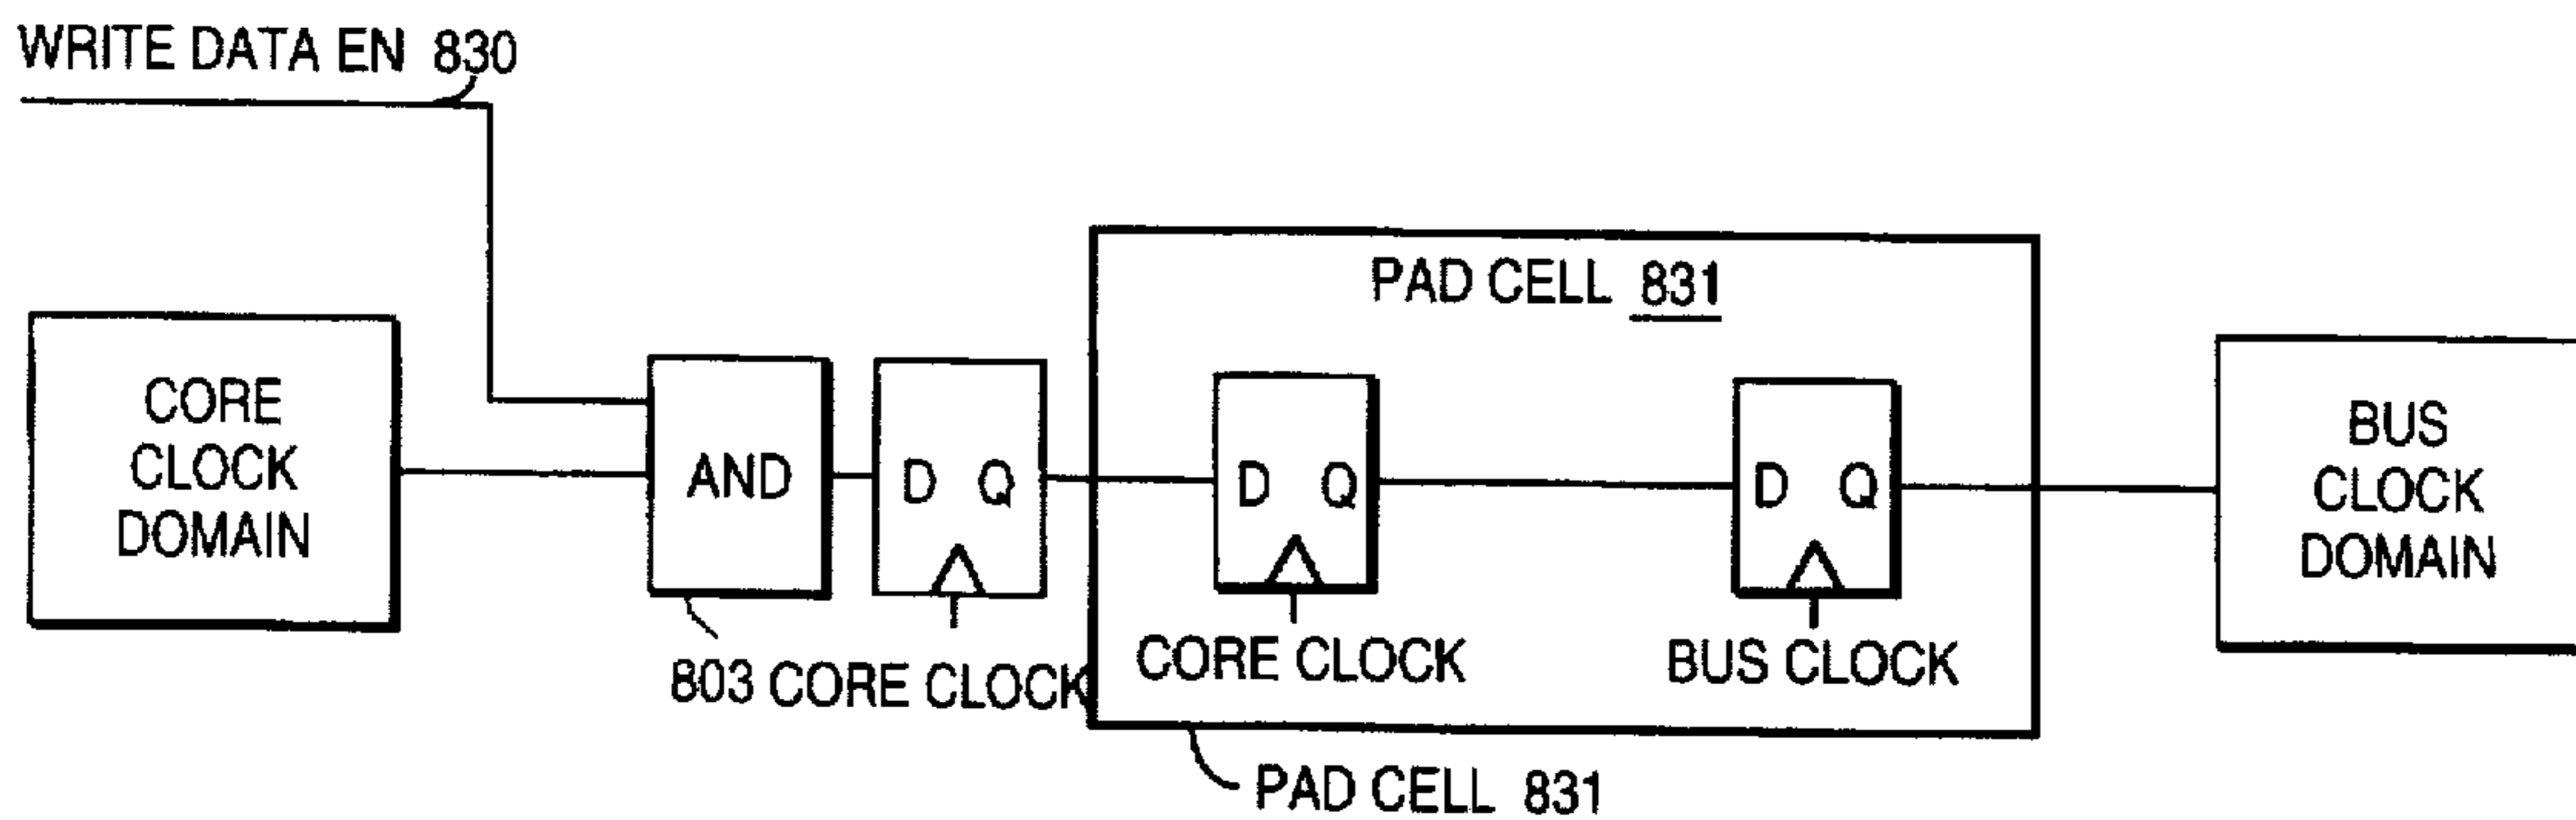 WRITE DATA EN 830
PAD CELL 831
CORE
CLOCK
DOMAIN
AND
D Q
D Q
D Q
BUS
CLOCK
DOMAIN
803 CORE CLOCK
CORE CLOCK
BUS CLOCK
PAD CELL 831